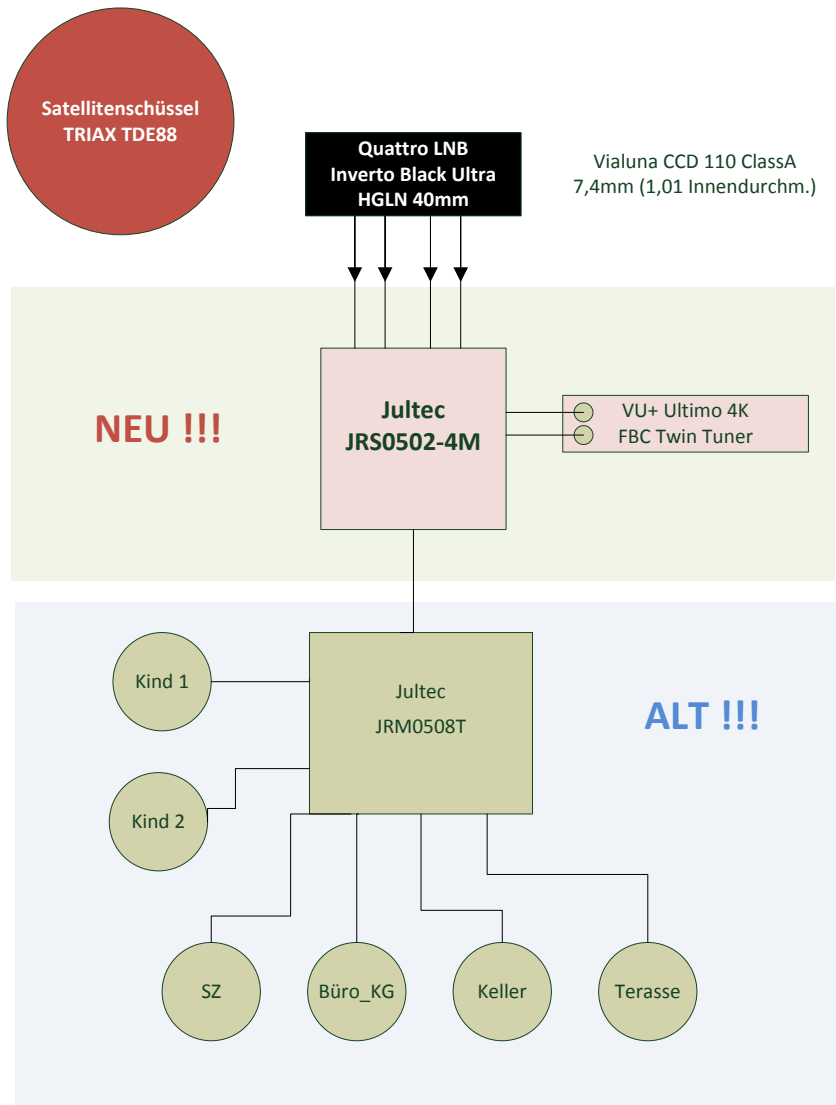 Satellitenschüssel
TRIAX TDE88
Quattro LNB
Inverto Black Ultra
HGLN 40mm
Vialuna CCD 110 ClassA
7,4mm (1,01 Innendurchm.)
NEU !!!
Jultec
JRS0502-4M
VU+ Ultimo 4K
FBC Twin Tuner
Kind 1
Jultec
JRM0508T
ALT !!!
Kind 2
SZ
Büro_KG
Keller
Terasse